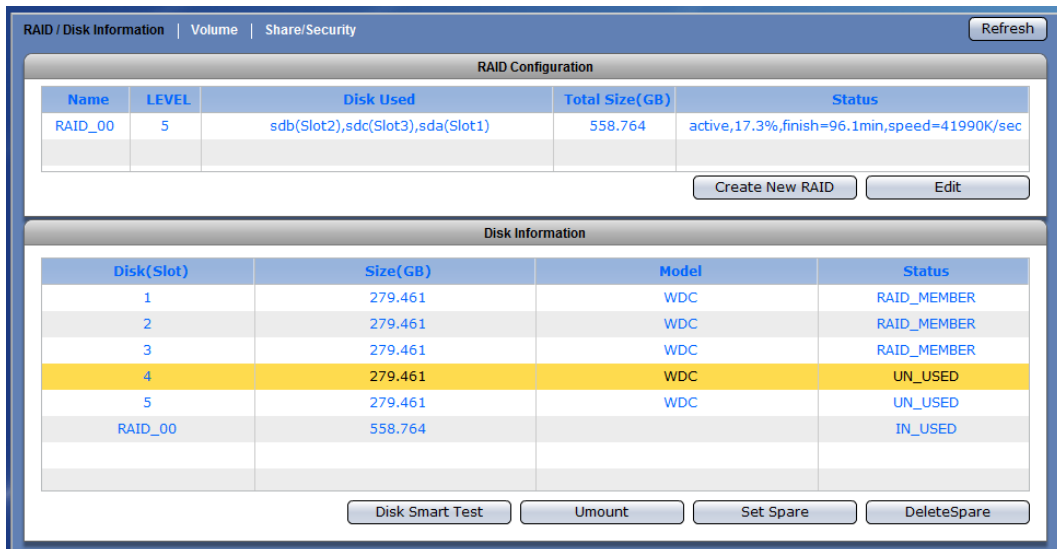 RAID / Disk Information | Volume | Share/Security Refresh
RAID Configuration
Name LEVEL Disk Used Total Size(GB) Status
RAID_00 5 sdb(Slot2),sdc(Slot3),sda(Slot1) 558.764 active,17.3%,finish=96.1min,speed=41990K/sec
Create New RAID Edit
Disk Information
Disk(Slot) Size(GB) Model Status
1 279.461 WDC RAID_MEMBER
2 279.461 WDC RAID_MEMBER
3 279.461 WDC RAID_MEMBER
4 279.461 WDC UN_USED
5 279.461 WDC UN_USED
RAID_00 558.764 IN_USED
Disk Smart Test Umount Set Spare DeleteSpare